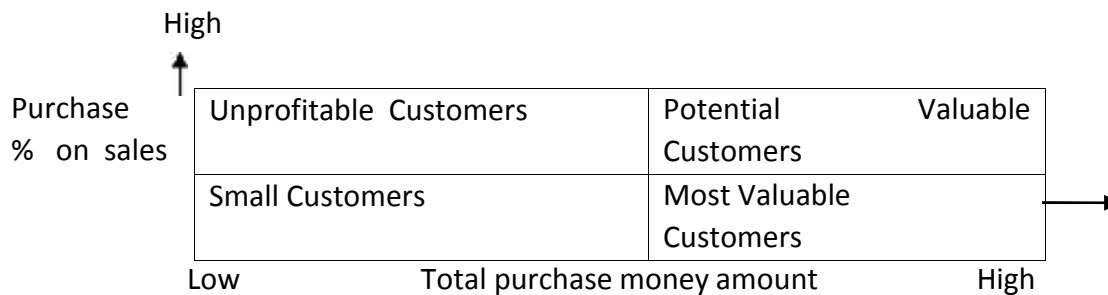 High
Purchase
% on sales
Unprofitable Customers
Potential Valuable
Customers
Small Customers
Most Valuable
Customers
Low Total purchase money amount High